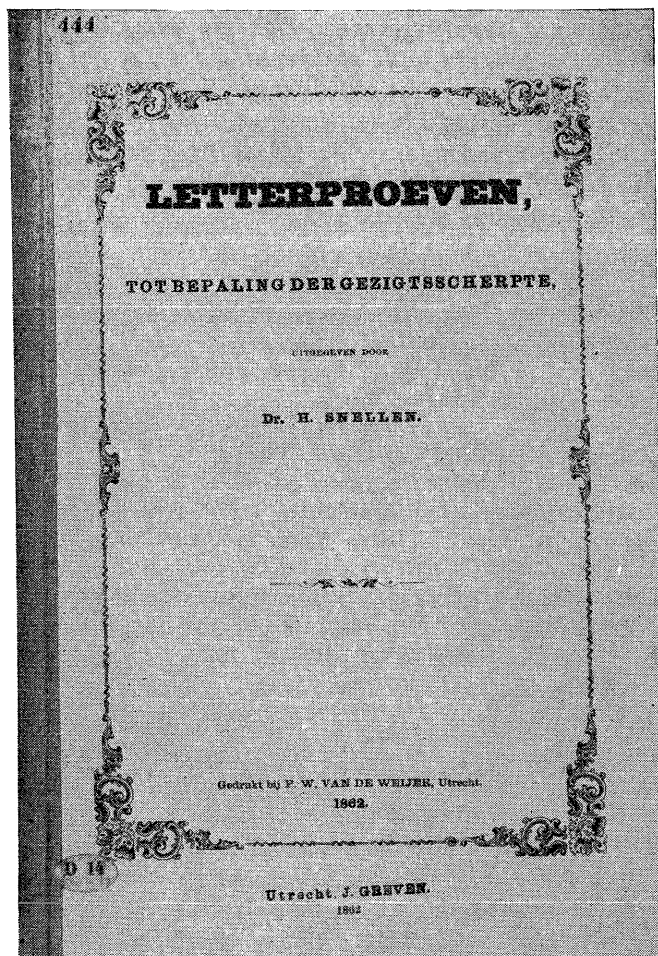 444
LETTERPROEVEN,
TOT BEPALING DER GEZIGTSSCHERPTE,
UITGEGEVEN DOOR
Dr. H. SNELLEN.
Gedrukt bij P. W. VAN DE WEIJER, Utrecht.
1862.
D 14
Utrecht. J. GREVEN.
1862